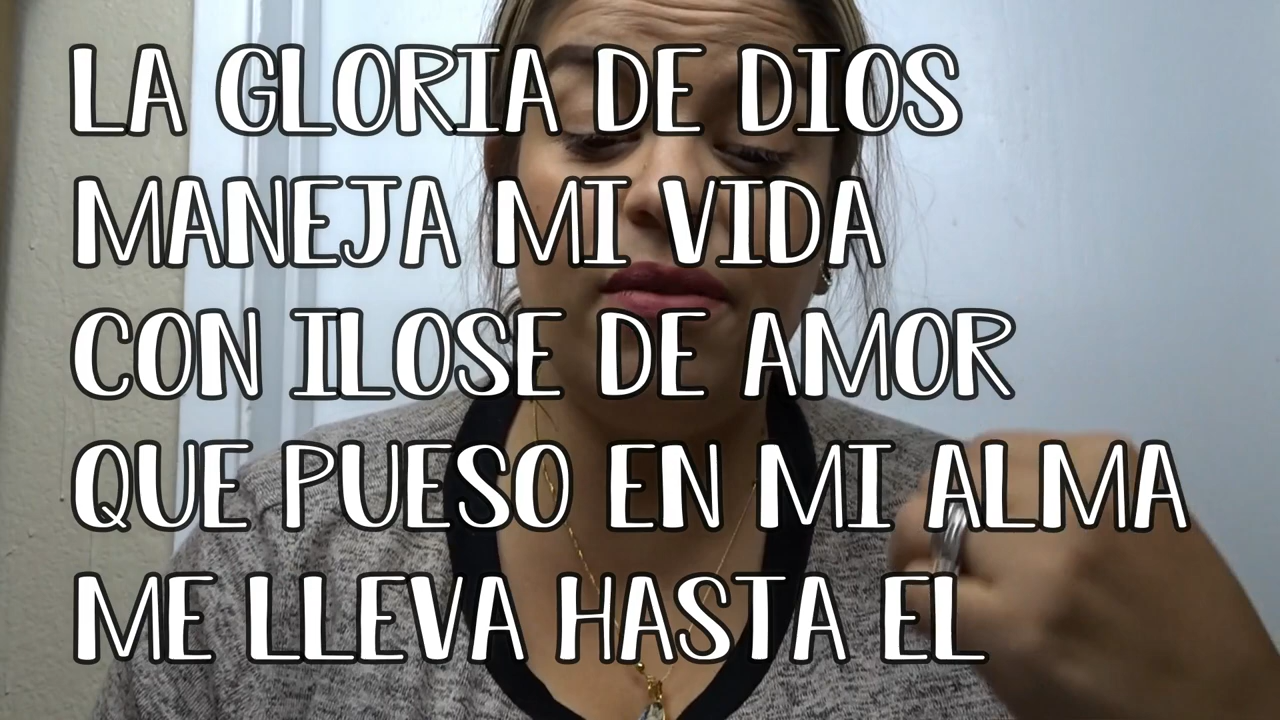 LA GLORIA DE DIOS
MANEJA MI VIDA
CON ILOSE DE AMOR
QUE PUESO EN MI ALMA
ME LLEVA HASTA EL